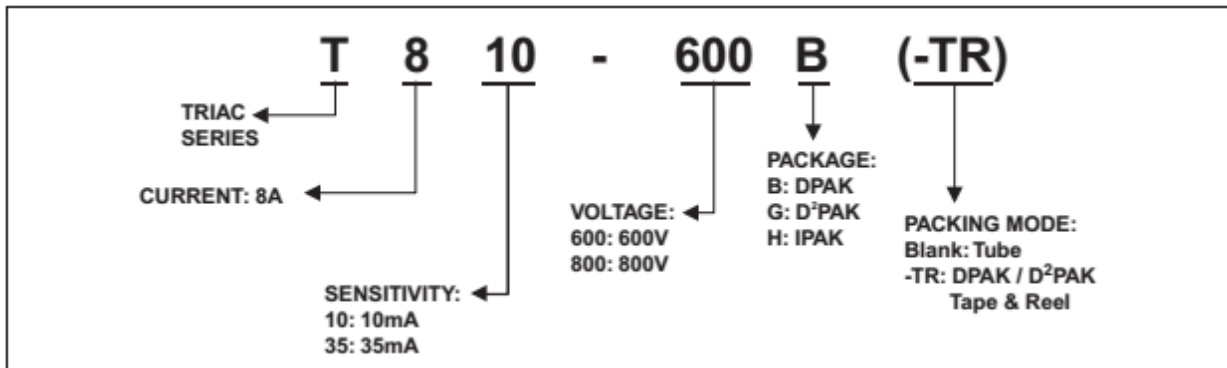 T 8 10 - 600 B (-TR)
TRIAC
SERIES
CURRENT: 8A
SENSITIVITY:
10: 10mA
35: 35mA
VOLTAGE:
600: 600V
800: 800V
PACKAGE:
B: DPAK
G: D²PAK
H: IPAK
PACKING MODE:
Blank: Tube
-TR: DPAK / D²PAK
Tape & Reel